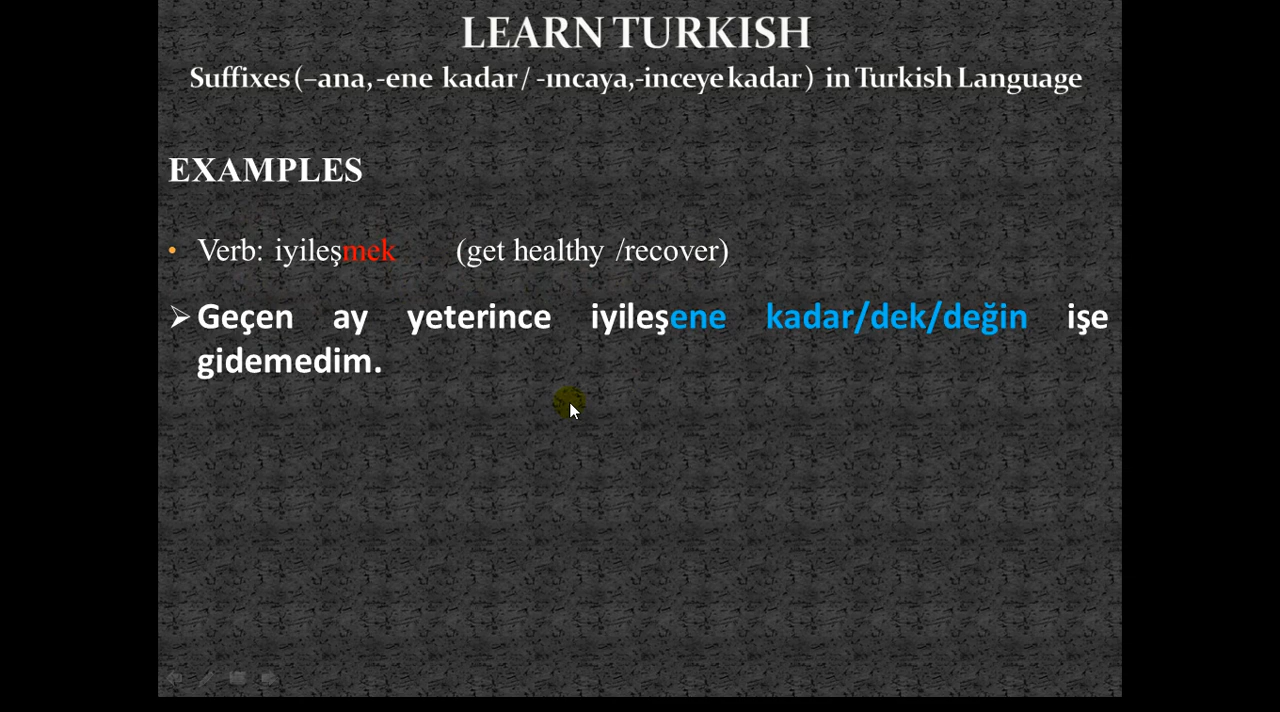 LEARN TURKISH
Suffixes (–ana, -ene kadar / -ıncaya,-inceye kadar ) in Turkish Language
EXAMPLES
• Verb: iyileşmek (get healthy /recover)
➢ Geçen ay yeterince iyileşene kadar/dek/değin işe
gidemedim.